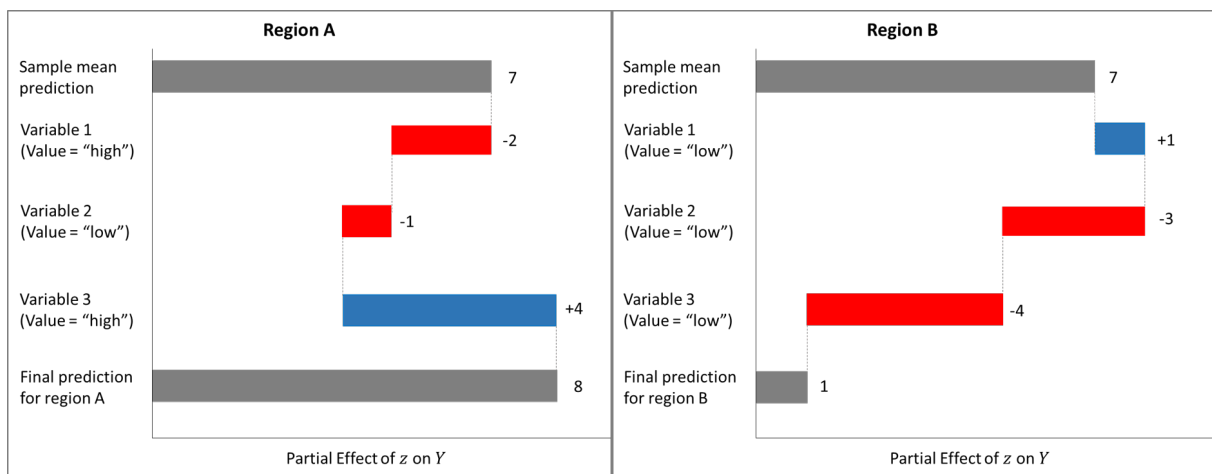 Region A
Sample mean
prediction
7
Variable 1
(Value = “high”)
-2
Variable 2
(Value = “low”)
-1
Variable 3
(Value = “high”)
+4
Final prediction
for region A
8
Partial Effect of z on Y
Region B
Sample mean
prediction
7
Variable 1
(Value = “low”)
+1
Variable 2
(Value = “low”)
-3
Variable 3
(Value = “low”)
-4
Final prediction
for region B
1
Partial Effect of z on Y